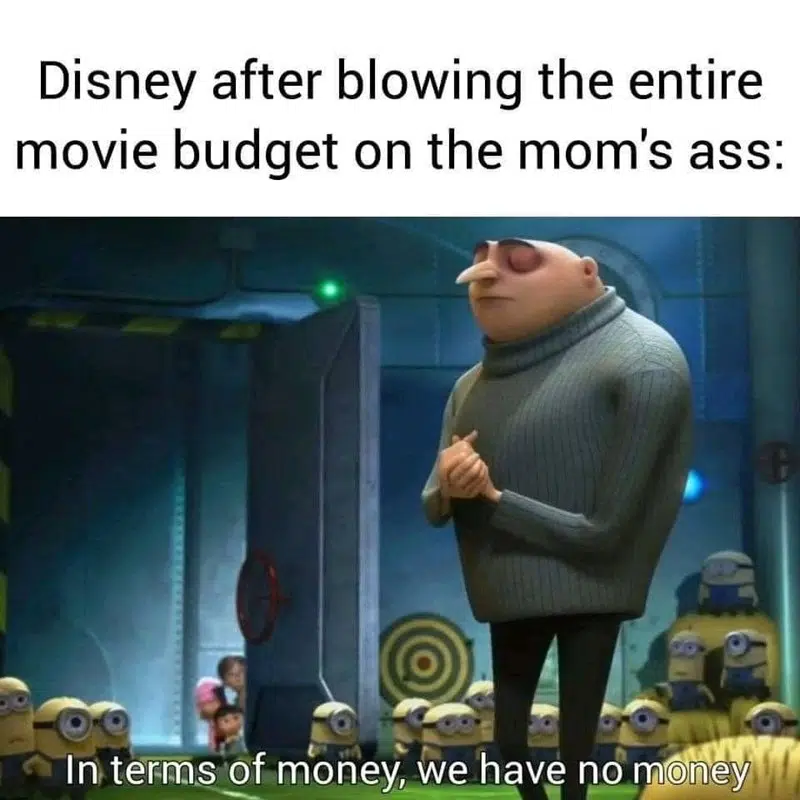 Disney after blowing the entire
movie budget on the mom's ass:
In terms of money, we have no money